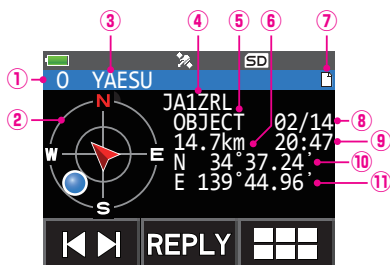 ③ ④ ⑤ ⑥ ⑦
SD
① O YAESU
② N JA1ZRL
OBJECT 02/14 ⑧
W E 14.7km 20:47 ⑨
N 34°37.24' ⑩
S E 139°44.96' ⑪
REPLY